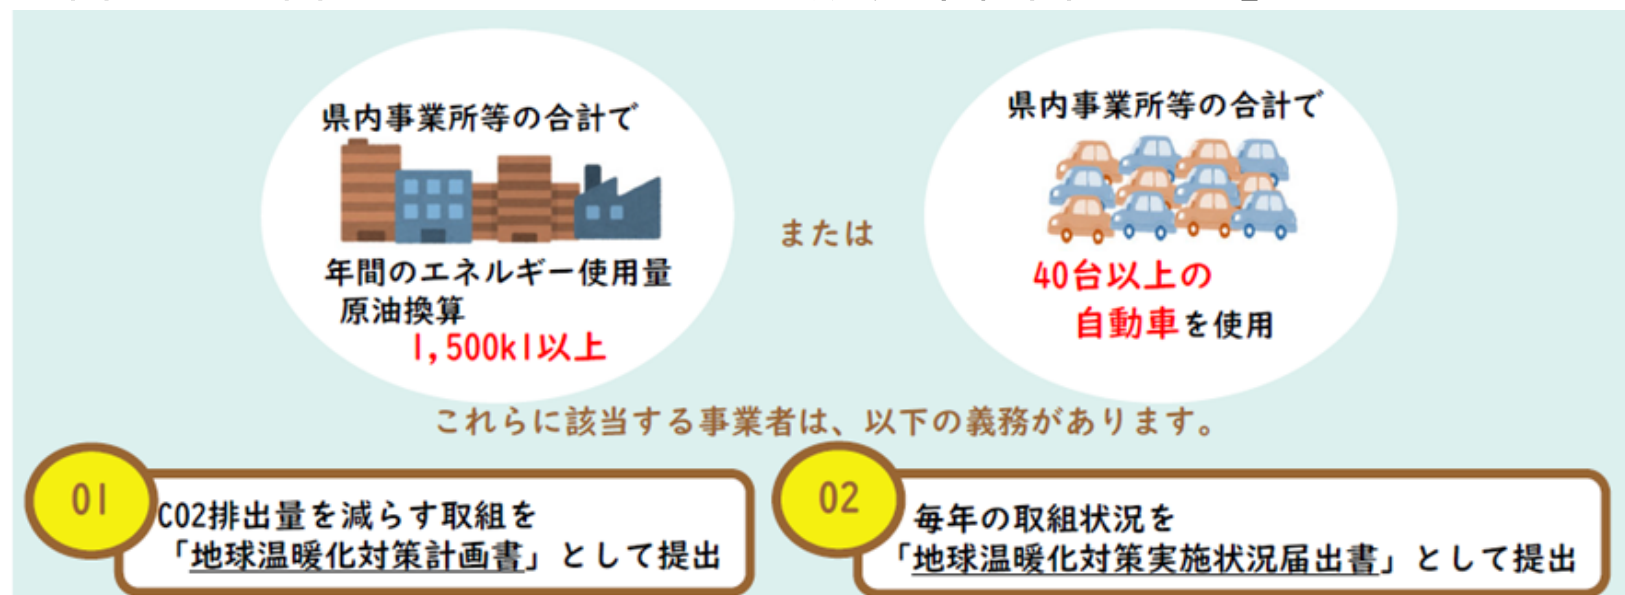 県内事業所等の合計で
年間のエネルギー使用量
原油換算
1,500kl以上
または
県内事業所等の合計で
40台以上の
自動車を使用
これらに該当する事業者は、以下の義務があります。
01
CO2排出量を減らす取組を
「地球温暖化対策計画書」として提出
02
毎年の取組状況を
「地球温暖化対策実施状況届出書」として提出